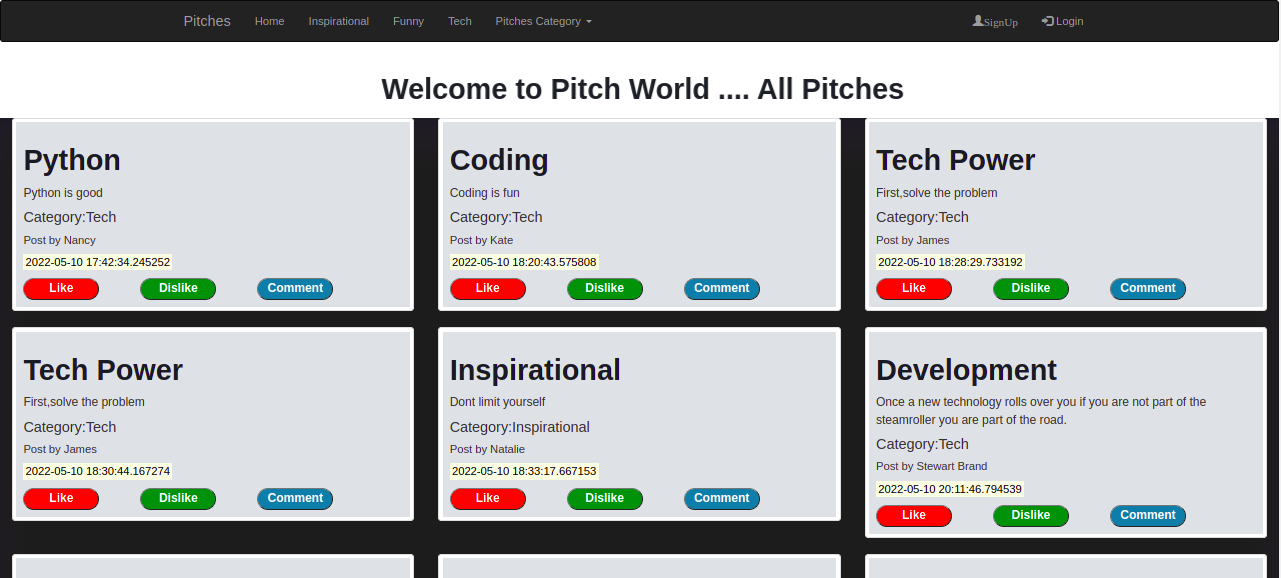 Pitches Home Inspirational Funny Tech Pitches Category SignUp Login
Welcome to Pitch World .... All Pitches
Python
Python is good
Category:Tech
Post by Nancy
2022-05-10 17:42:34.245252
Like Dislike Comment
Coding
Coding is fun
Category:Tech
Post by Kate
2022-05-10 18:20:43.575808
Like Dislike Comment
Tech Power
First,solve the problem
Category:Tech
Post by James
2022-05-10 18:28:29.733192
Like Dislike Comment
Tech Power
First,solve the problem
Category:Tech
Post by James
2022-05-10 18:30:44.167274
Like Dislike Comment
Inspirational
Dont limit yourself
Category:Inspirational
Post by Natalie
2022-05-10 18:33:17.667153
Like Dislike Comment
Development
Once a new technology rolls over you if you are not part of the
steamroller you are part of the road.
Category:Tech
Post by Stewart Brand
2022-05-10 20:11:46.794539
Like Dislike Comment